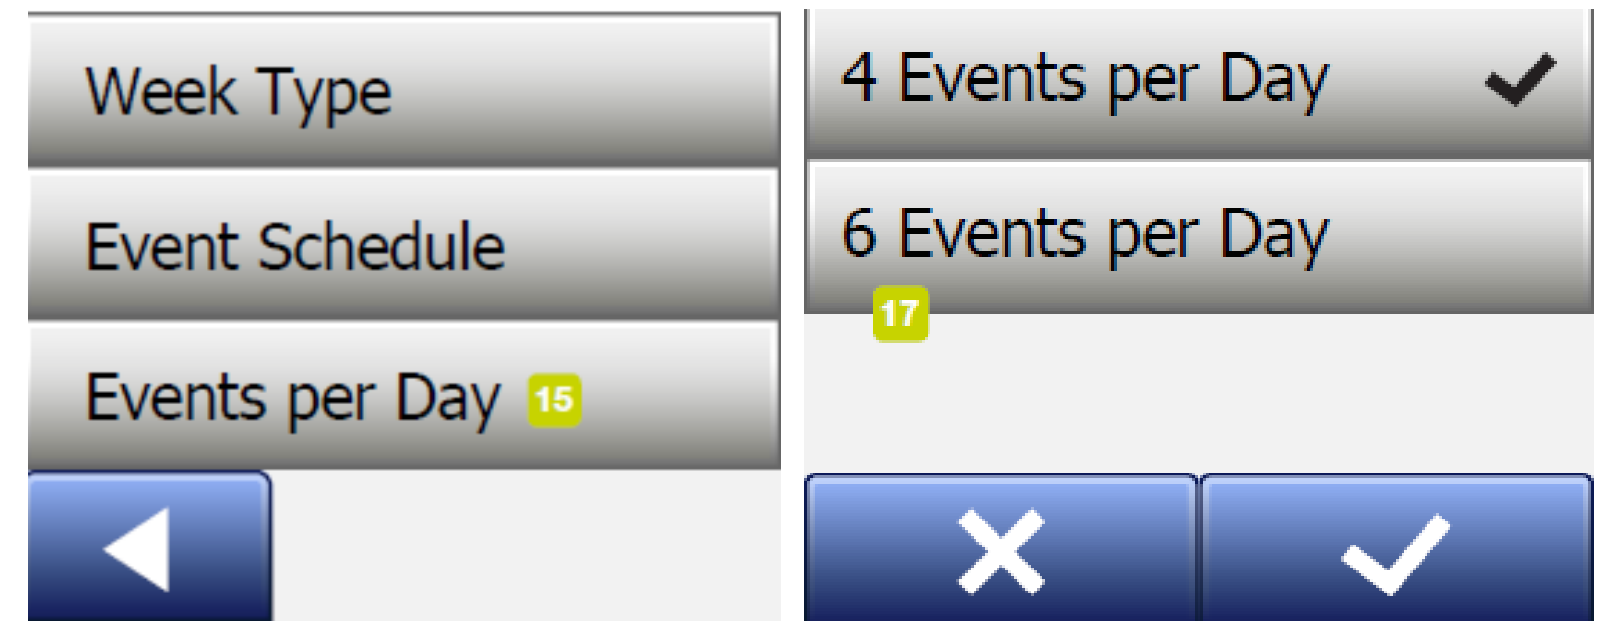 Week Type
Event Schedule
Events per Day 15
4 Events per Day
6 Events per Day
17